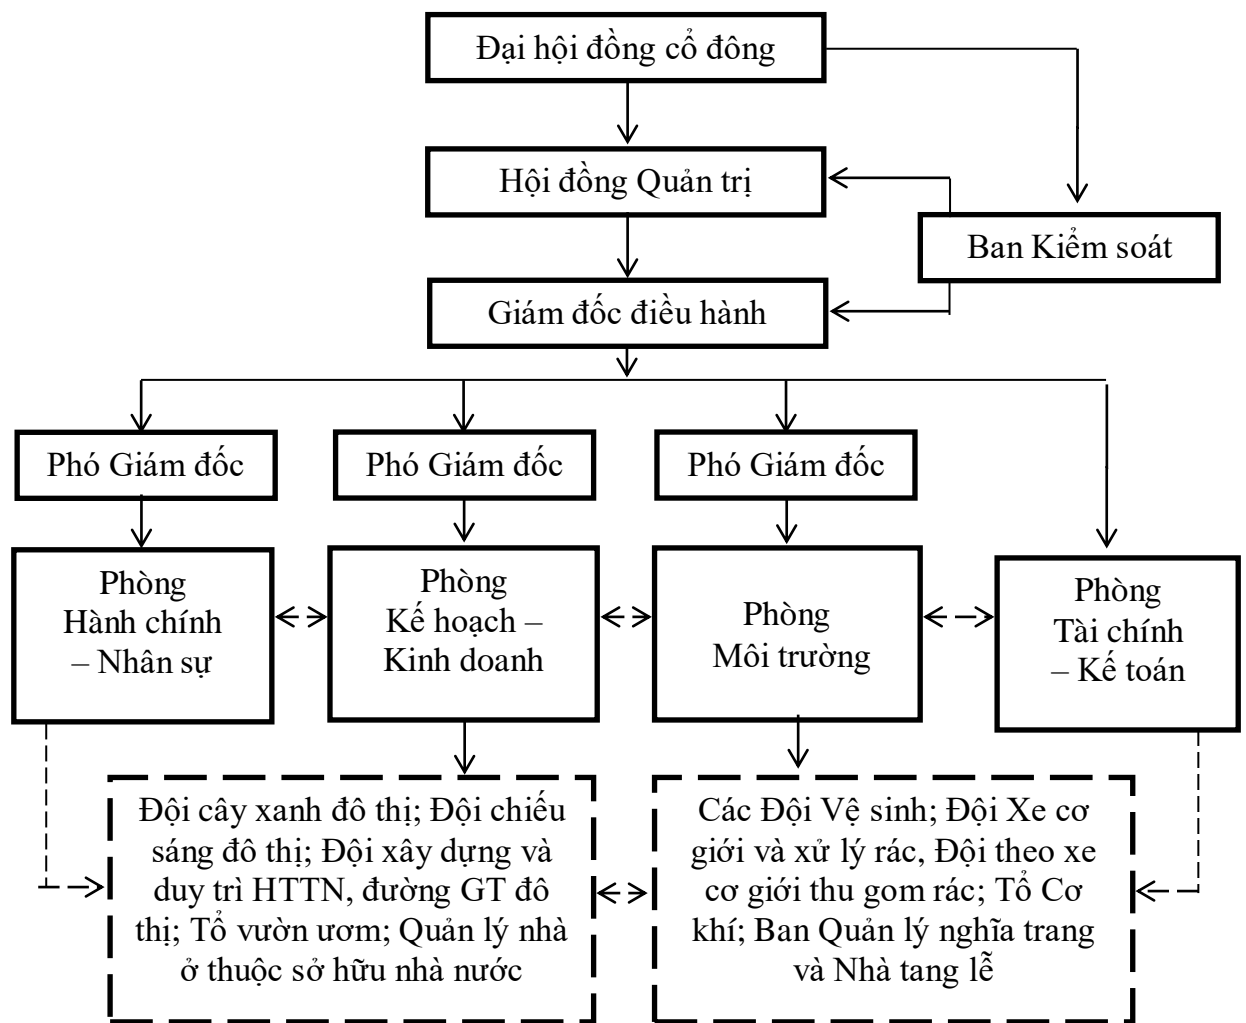 Đại hội đồng cổ đông
Hội đồng Quản trị
Ban Kiểm soát
Giám đốc điều hành
Phó Giám đốc
Phó Giám đốc
Phó Giám đốc
Phòng
Hành chính
– Nhân sự
Phòng
Kế hoạch –
Kinh doanh
Phòng
Môi trường
Phòng
Tài chính
– Kế toán
Đội cây xanh đô thị; Đội chiếu
sáng đô thị; Đội xây dựng và
duy trì HTTN, đường GT đô
thị; Tổ vườn ươm; Quản lý nhà
ở thuộc sở hữu nhà nước
Các Đội Vệ sinh; Đội Xe cơ
giới và xử lý rác, Đội theo xe
cơ giới thu gom rác; Tổ Cơ
khí; Ban Quản lý nghĩa trang
và Nhà tang lễ